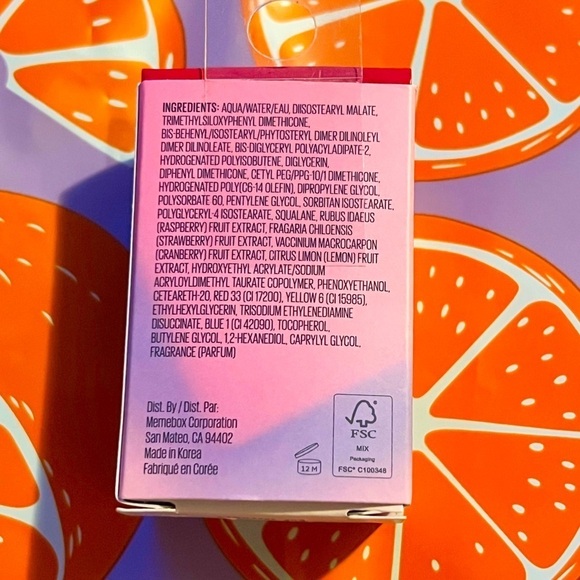 INGREDIENTS: AQUA/WATER/EAU, DIISOSTEARYL MALATE,
TRIMETHYLSILOXYPHENYL DIMETHICONE,
BIS-BEHENYL/ISOSTEARYL/PHYTOSTERYL DIMER DILINOLEYL
DIMER DILINOLEATE, BIS-DIGLYCERYL POLYACYLADIPATE-2,
HYDROGENATED POLYISOBUTENE, DIGLYCERIN,
DIPHENYL DIMETHICONE, CETYL PEG/PPG-10/1 DIMETHICONE,
HYDROGENATED POLY(C6-14 OLEFIN), DIPROPYLENE GLYCOL,
POLYSORBATE 60, PENTYLENE GLYCOL, SORBITAN ISOSTEARATE,
POLYGLYCERYL-4 ISOSTEARATE, SQUALANE, RUBUS IDAEUS
(RASPBERRY) FRUIT EXTRACT, FRAGARIA CHILOENSIS
(STRAWBERRY) FRUIT EXTRACT, VACCINIUM MACROCARPON
(CRANBERRY) FRUIT EXTRACT, CITRUS LIMON (LEMON) FRUIT
EXTRACT, HYDROXYETHYL ACRYLATE/SODIUM
ACRYLOYLDIMETHYL TAURATE COPOLYMER, PHENOXYETHANOL,
CETEARETH-20, RED 33 (CI 17200), YELLOW 6 (CI 15985),
ETHYLHEXYLGLYCERIN, TRISODIUM ETHYLENEDIAMINE
DISUCCINATE, BLUE 1 (CI 42090), TOCOPHEROL,
BUTYLENE GLYCOL, 1,2-HEXANEDIOL, CAPRYLYL GLYCOL,
FRAGRANCE (PARFUM)
Dist. By / Dist. Par:
Memebox Corporation
San Mateo, CA 94402
Made in Korea
Fabriqué en Corée
12 M
FSC
MIX
Packaging
FSC® C100348